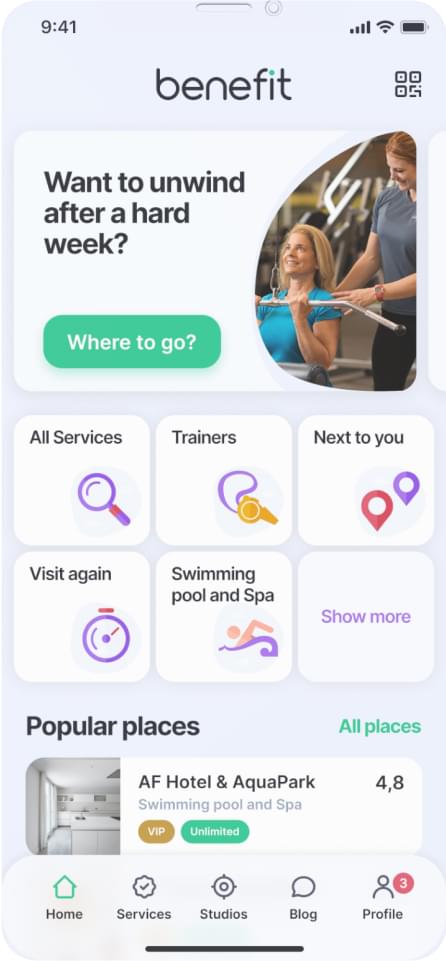 9:41
benefit
Want to unwind
after a hard
week?
Where to go?
All Services
Trainers
Next to you
Visit again
Swimming
pool and Spa
Show more
Popular places
All places
AF Hotel & AquaPark
4,8
Swimming pool and Spa
VIP
Unlimited
3
Home
Services
Studios
Blog
Profile